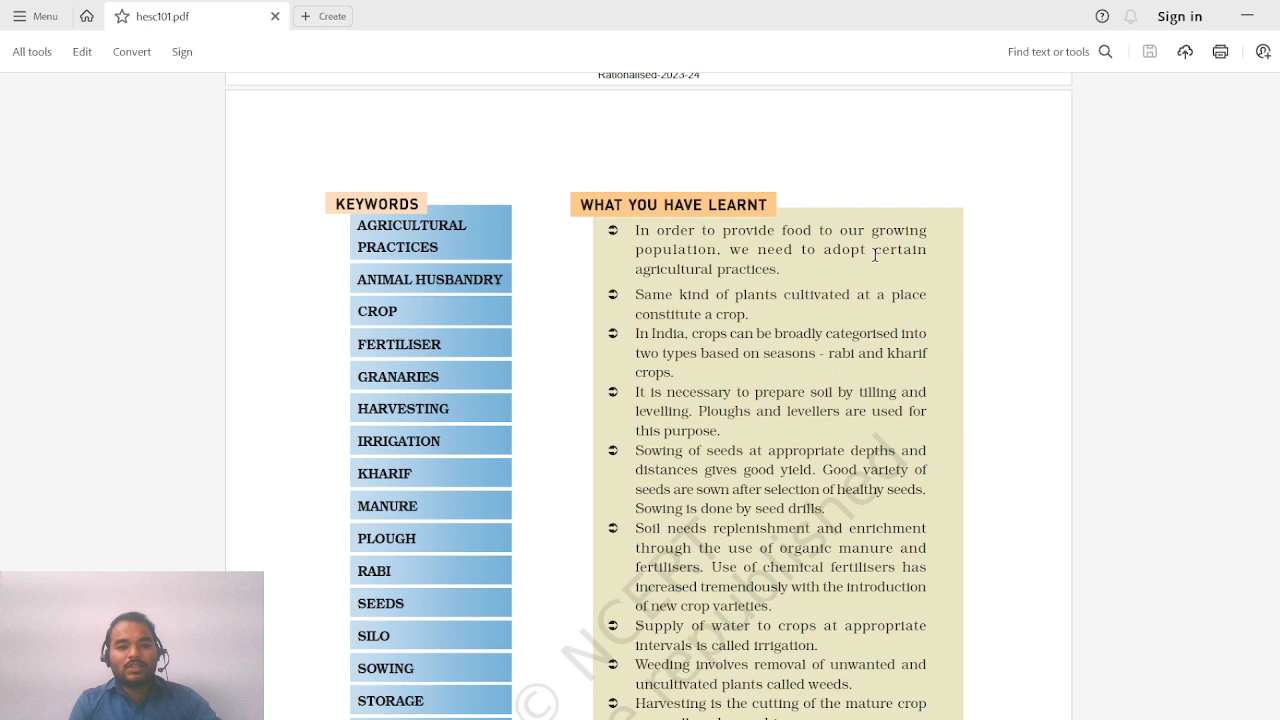 Menu
hesc101.pdf
Create
Sign in
All tools
Edit
Convert
Sign
Find text or tools
Rationalised-2023-24
KEYWORDS
AGRICULTURAL
PRACTICES
ANIMAL HUSBANDRY
CROP
FERTILISER
GRANARIES
HARVESTING
IRRIGATION
KHARIF
MANURE
PLOUGH
RABI
SEEDS
SILO
SOWING
STORAGE
WHAT YOU HAVE LEARNT
In order to provide food to our growing
population, we need to adopt certain
agricultural practices.
Same kind of plants cultivated at a place
constitute a crop.
In India, crops can be broadly categorised into
two types based on seasons - rabi and kharif
crops.
It is necessary to prepare soil by tilling and
levelling. Ploughs and levellers are used for
this purpose.
Sowing of seeds at appropriate depths and
distances gives good yield. Good variety of
seeds are sown after selection of healthy seeds.
Sowing is done by seed drills.
Soil needs replenishment and enrichment
through the use of organic manure and
fertilisers. Use of chemical fertilisers has
increased tremendously with the introduction
of new crop varieties.
Supply of water to crops at appropriate
intervals is called irrigation.
Weeding involves removal of unwanted and
uncultivated plants called weeds.
Harvesting is the cutting of the mature crop
© NCERT
republished